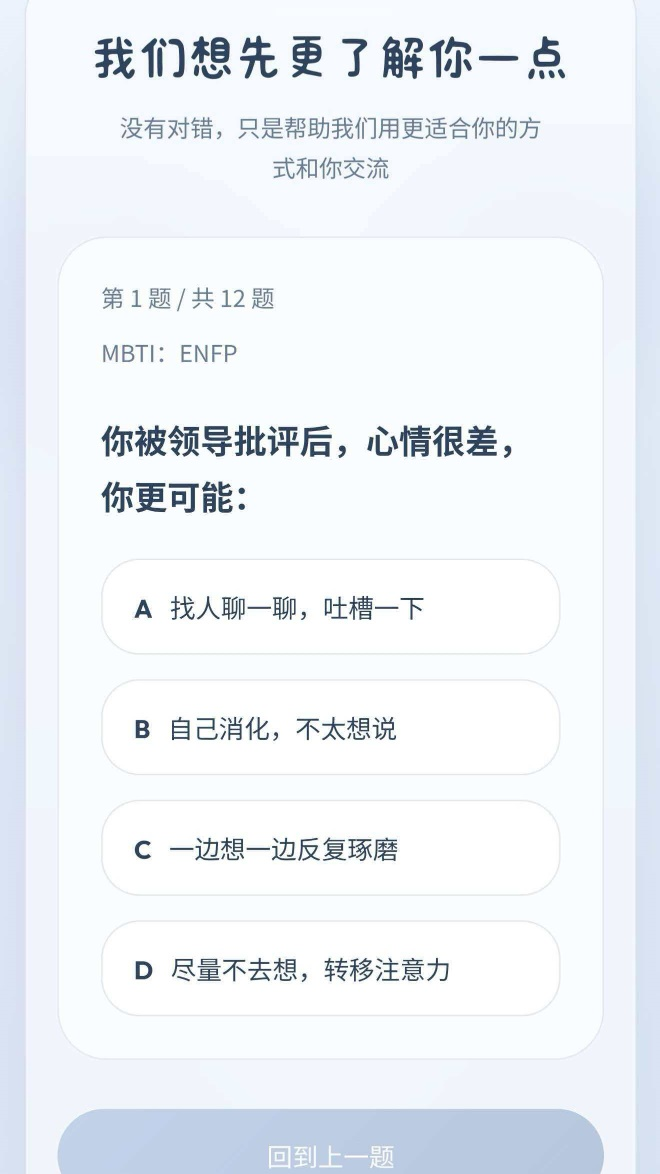 我们想先更了解你一点
没有对错，只是帮助我们用更适合你的方
式和你交流
第 1 题 / 共 12 题
MBTI：ENFP
你被领导批评后，心情很差，
你更可能：
A 找人聊一聊，吐槽一下
B 自己消化，不太想说
C 一边想一边反复琢磨
D 尽量不去想，转移注意力
回到上一题